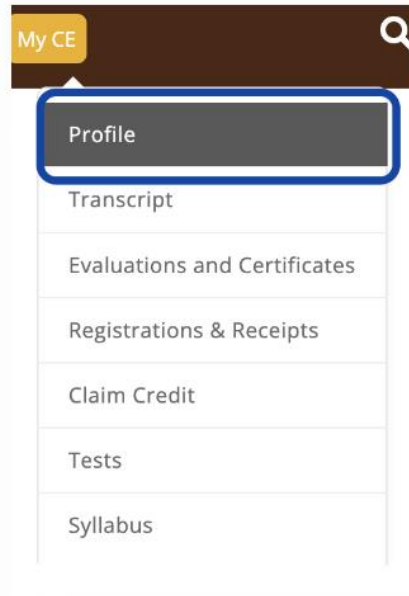 My CE
Profile
Transcript
Evaluations and Certificates
Registrations & Receipts
Claim Credit
Tests
Syllabus